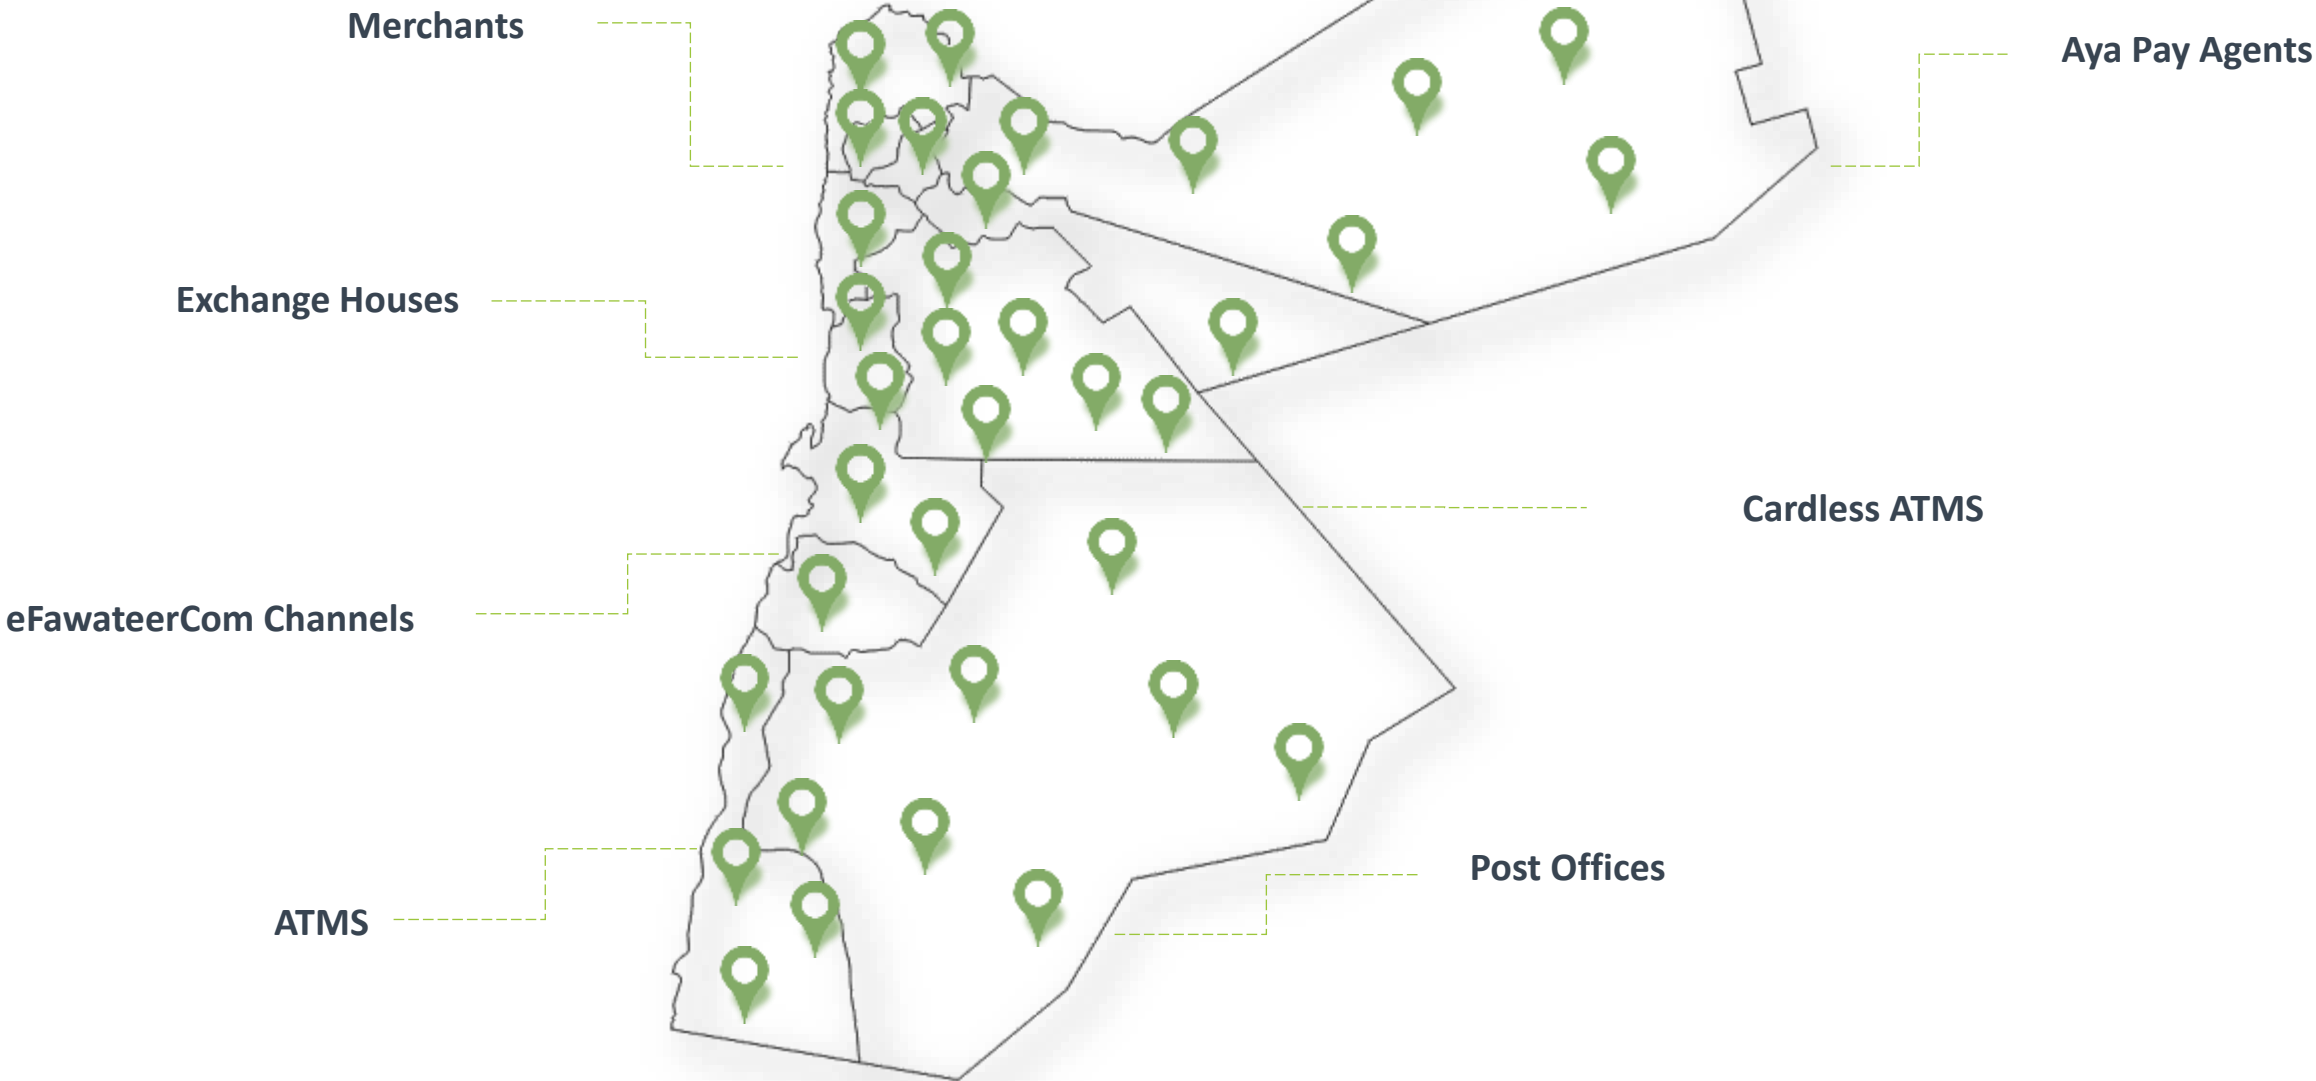 Merchants
Aya Pay Agents
Exchange Houses
Cardless ATMS
eFawateerCom Channels
Post Offices
ATMS